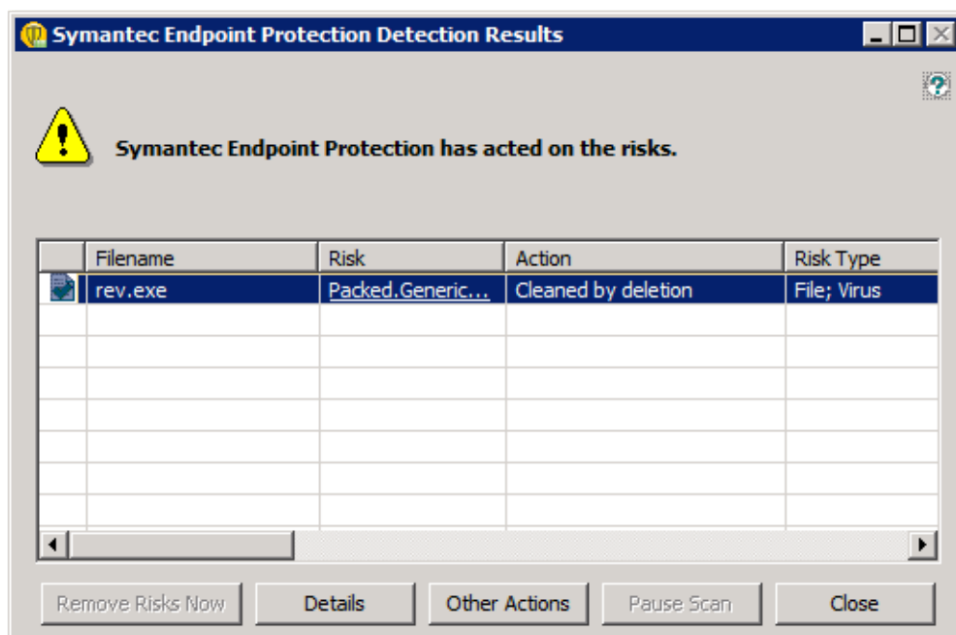 Symantec Endpoint Protection Detection Results
Symantec Endpoint Protection has acted on the risks.
Filename Risk Action Risk Type
rev.exe Packed.Generic... Cleaned by deletion File; Virus
Remove Risks Now Details Other Actions Pause Scan Close